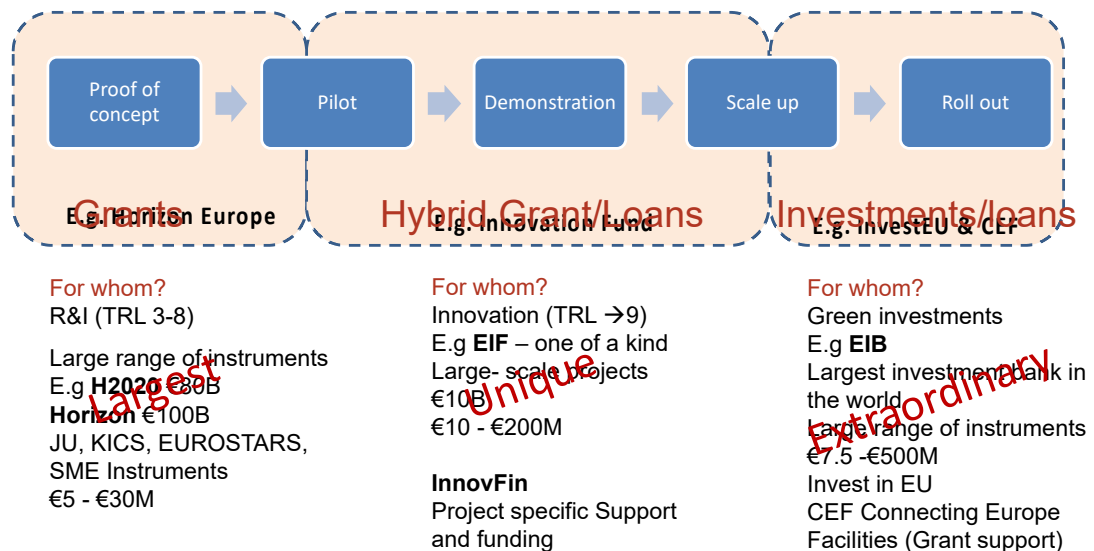 Proof of
concept
Pilot
Demonstration
Scale up
Roll out
Grants
E.g. Horizon Europe
Hybrid Grant/Loans
E.g. Innovation Fund
Investments/loans
E.g. InvestEU & CEF
For whom?
R&I (TRL 3-8)
Large range of instruments
E.g H2020 €80B
Horizon €100B
JU, KICS, EUROSTARS,
SME Instruments
€5 - €30M
Largest
For whom?
Innovation (TRL →9)
E.g EIF – one of a kind
Large- scale projects
€10B
€10 - €200M
Unique
InnovFin
Project specific Support
and funding
For whom?
Green investments
E.g EIB
Largest investment bank in
the world
Large range of instruments
€7.5 -€500M
Invest in EU
CEF Connecting Europe
Facilities (Grant support)
Extraordinary